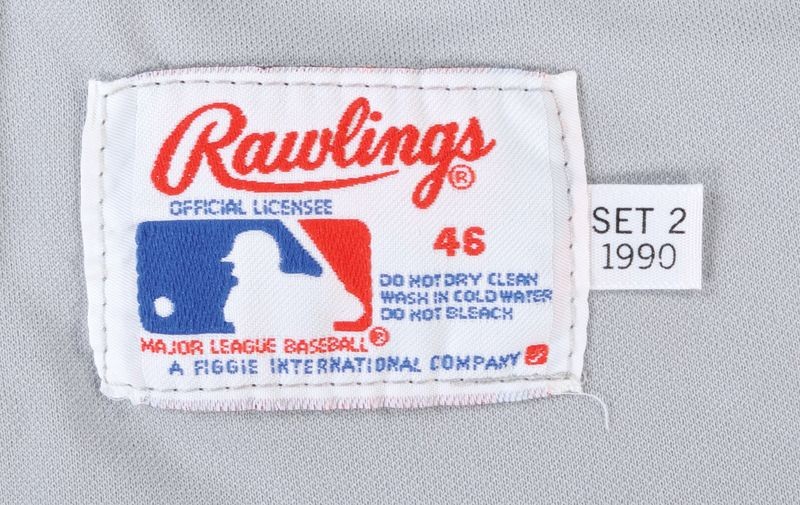 Rawlings®
OFFICIAL LICENSEE
46
DO NOT DRY CLEAN
WASH IN COLD WATER
DO NOT BLEACH
MAJOR LEAGUE BASEBALL®
A FIGGIE INTERNATIONAL COMPANY
SET 2
1990